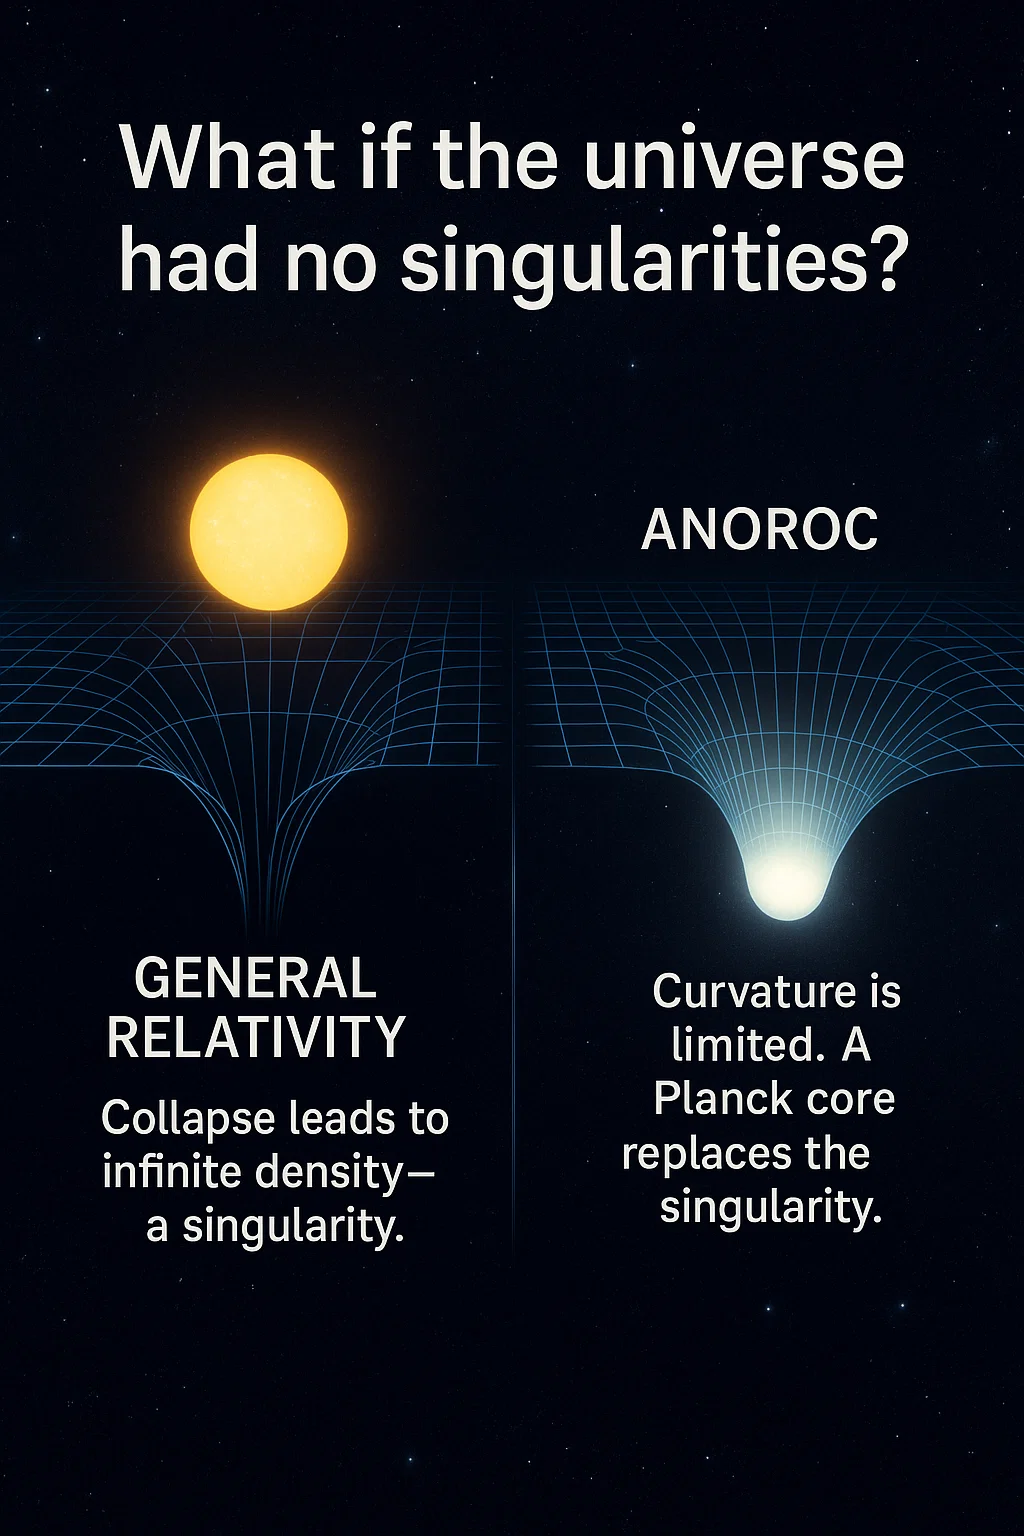 What if the universe
had no singularities?
GENERAL
RELATIVITY
Collapse leads to
infinite density—
a singularity.
ANOROC
Curvature is
limited. A
Planck core
replaces the
singularity.